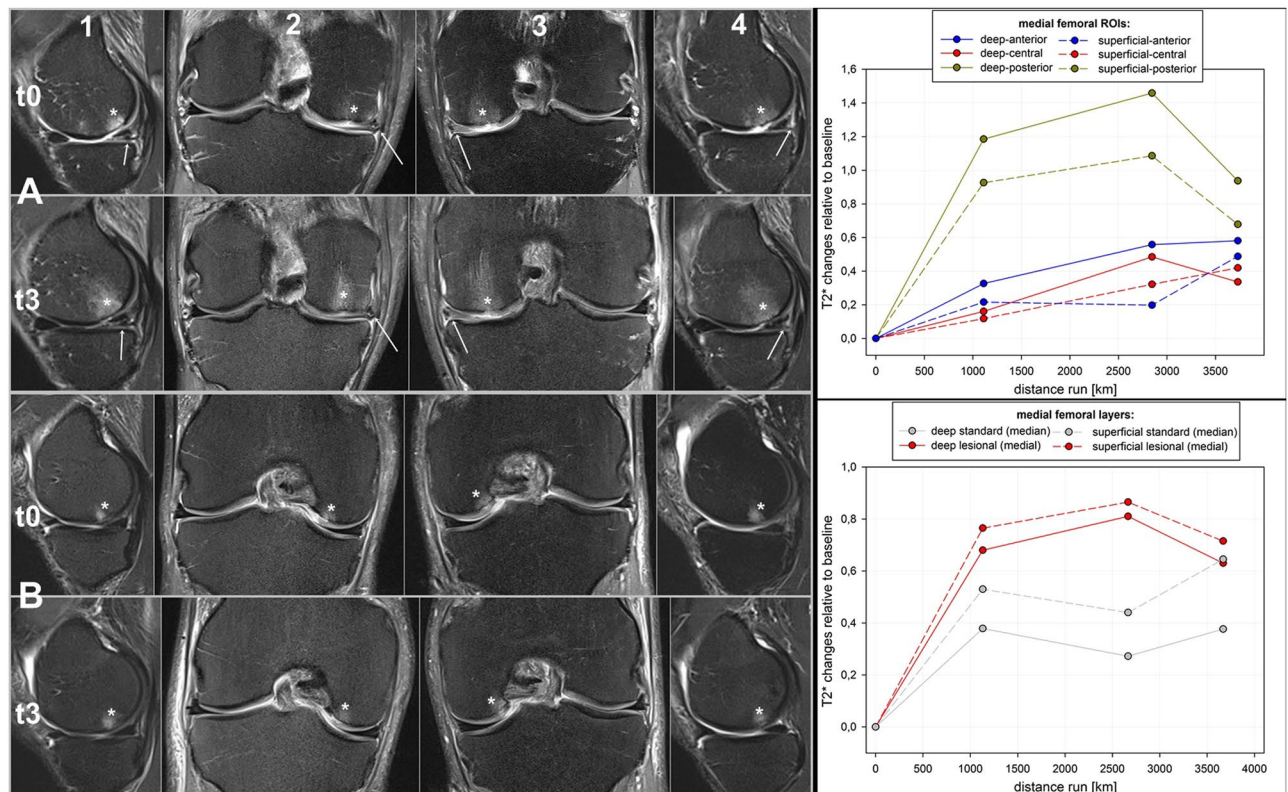 1 2 3 4
t0
A
t3
t0
B
t3
* * * *
* * * *
* * * *
* * * *
medial femoral ROIs:
deep-anterior superficial-anterior
deep-central superficial-central
deep-posterior superficial-posterior
1,6
1,4
1,2
1,0
0,8
0,6
0,4
0,2
0,0
T2* changes relative to baseline
0 500 1000 1500 2000 2500 3000 3500
distance run [km]
medial femoral layers:
deep standard (median) superficial standard (median)
deep lesional (medial) superficial lesional (medial)
1,0
0,8
0,6
0,4
0,2
0,0
T2* changes relative to baseline
0 500 1000 1500 2000 2500 3000 3500 4000
distance run [km]